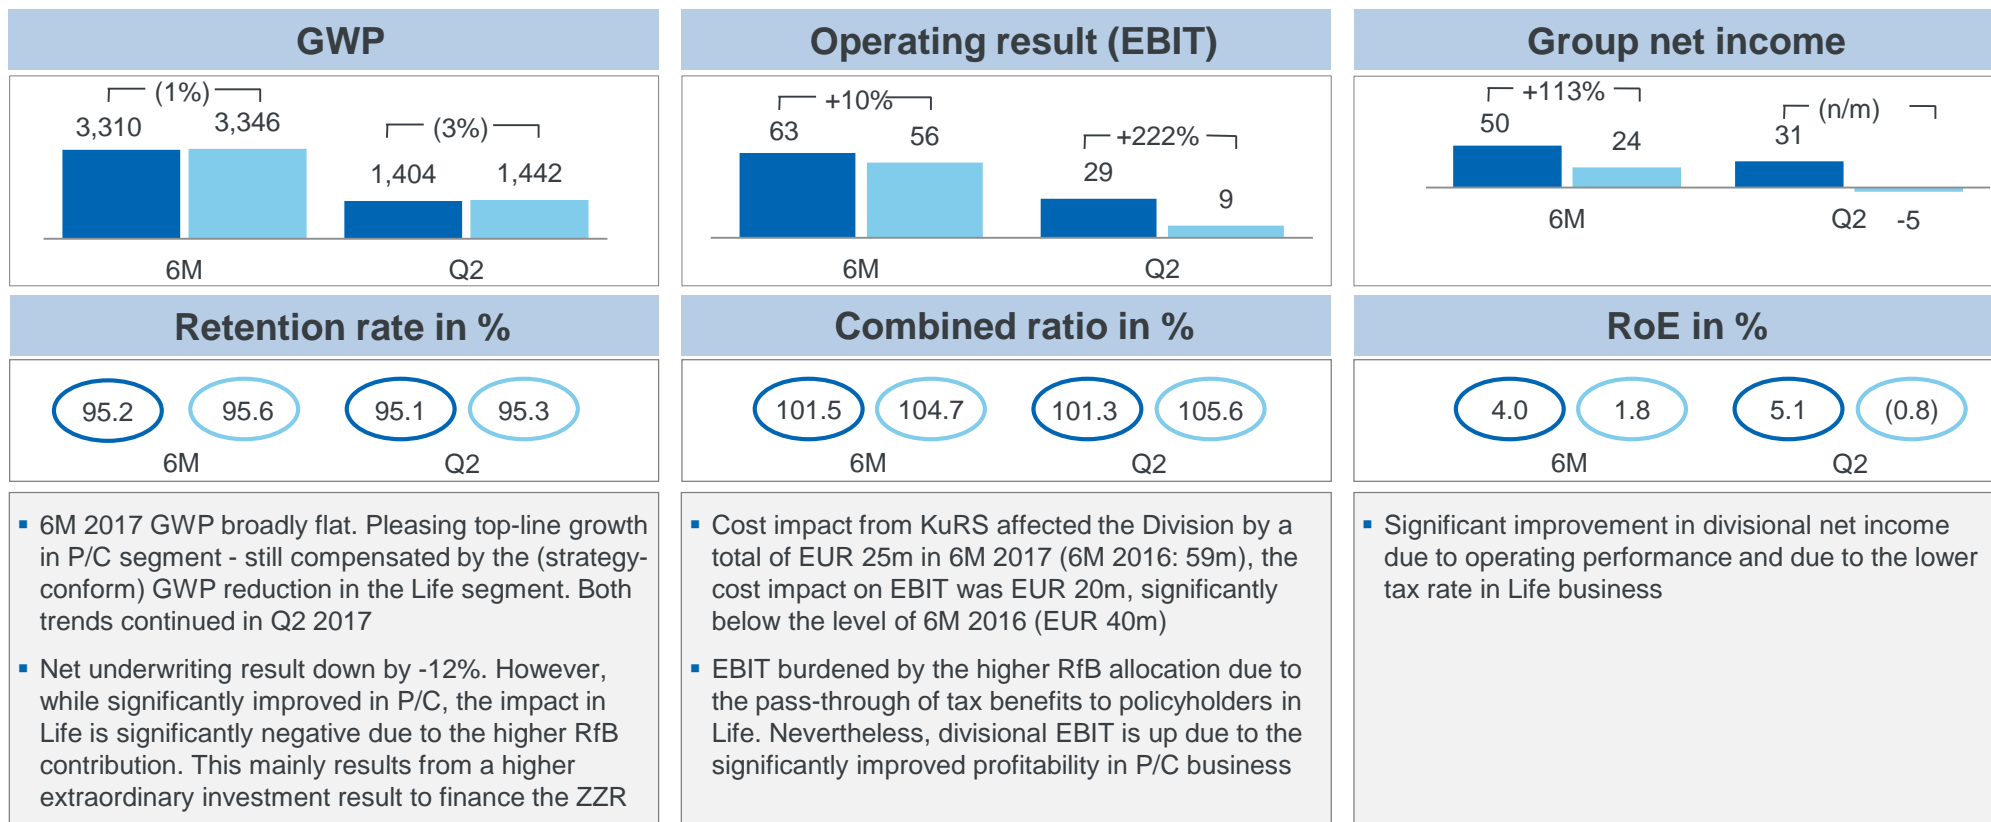 GWP
(1%)
3,310
3,346
(3%)
1,404
1,442
6M
Q2
Operating result (EBIT)
+10%
63
56
+222%
29
9
6M
Q2
Group net income
+113%
50
24
(n/m)
31
-5
6M
Q2
Retention rate in %
95.2
95.6
95.1
95.3
6M
Q2
Combined ratio in %
101.5
104.7
101.3
105.6
6M
Q2
RoE in %
4.0
1.8
5.1
(0.8)
6M
Q2
▪ 6M 2017 GWP broadly flat. Pleasing top-line growth
in P/C segment - still compensated by the (strategy-
conform) GWP reduction in the Life segment. Both
trends continued in Q2 2017
▪ Net underwriting result down by -12%. However,
while significantly improved in P/C, the impact in
Life is significantly negative due to the higher RfB
contribution. This mainly results from a higher
extraordinary investment result to finance the ZZR
▪ Cost impact from KuRS affected the Division by a
total of EUR 25m in 6M 2017 (6M 2016: 59m), the
cost impact on EBIT was EUR 20m, significantly
below the level of 6M 2016 (EUR 40m)
▪ EBIT burdened by the higher RfB allocation due to
the pass-through of tax benefits to policyholders in
Life. Nevertheless, divisional EBIT is up due to the
significantly improved profitability in P/C business
▪ Significant improvement in divisional net income
due to operating performance and due to the lower
tax rate in Life business